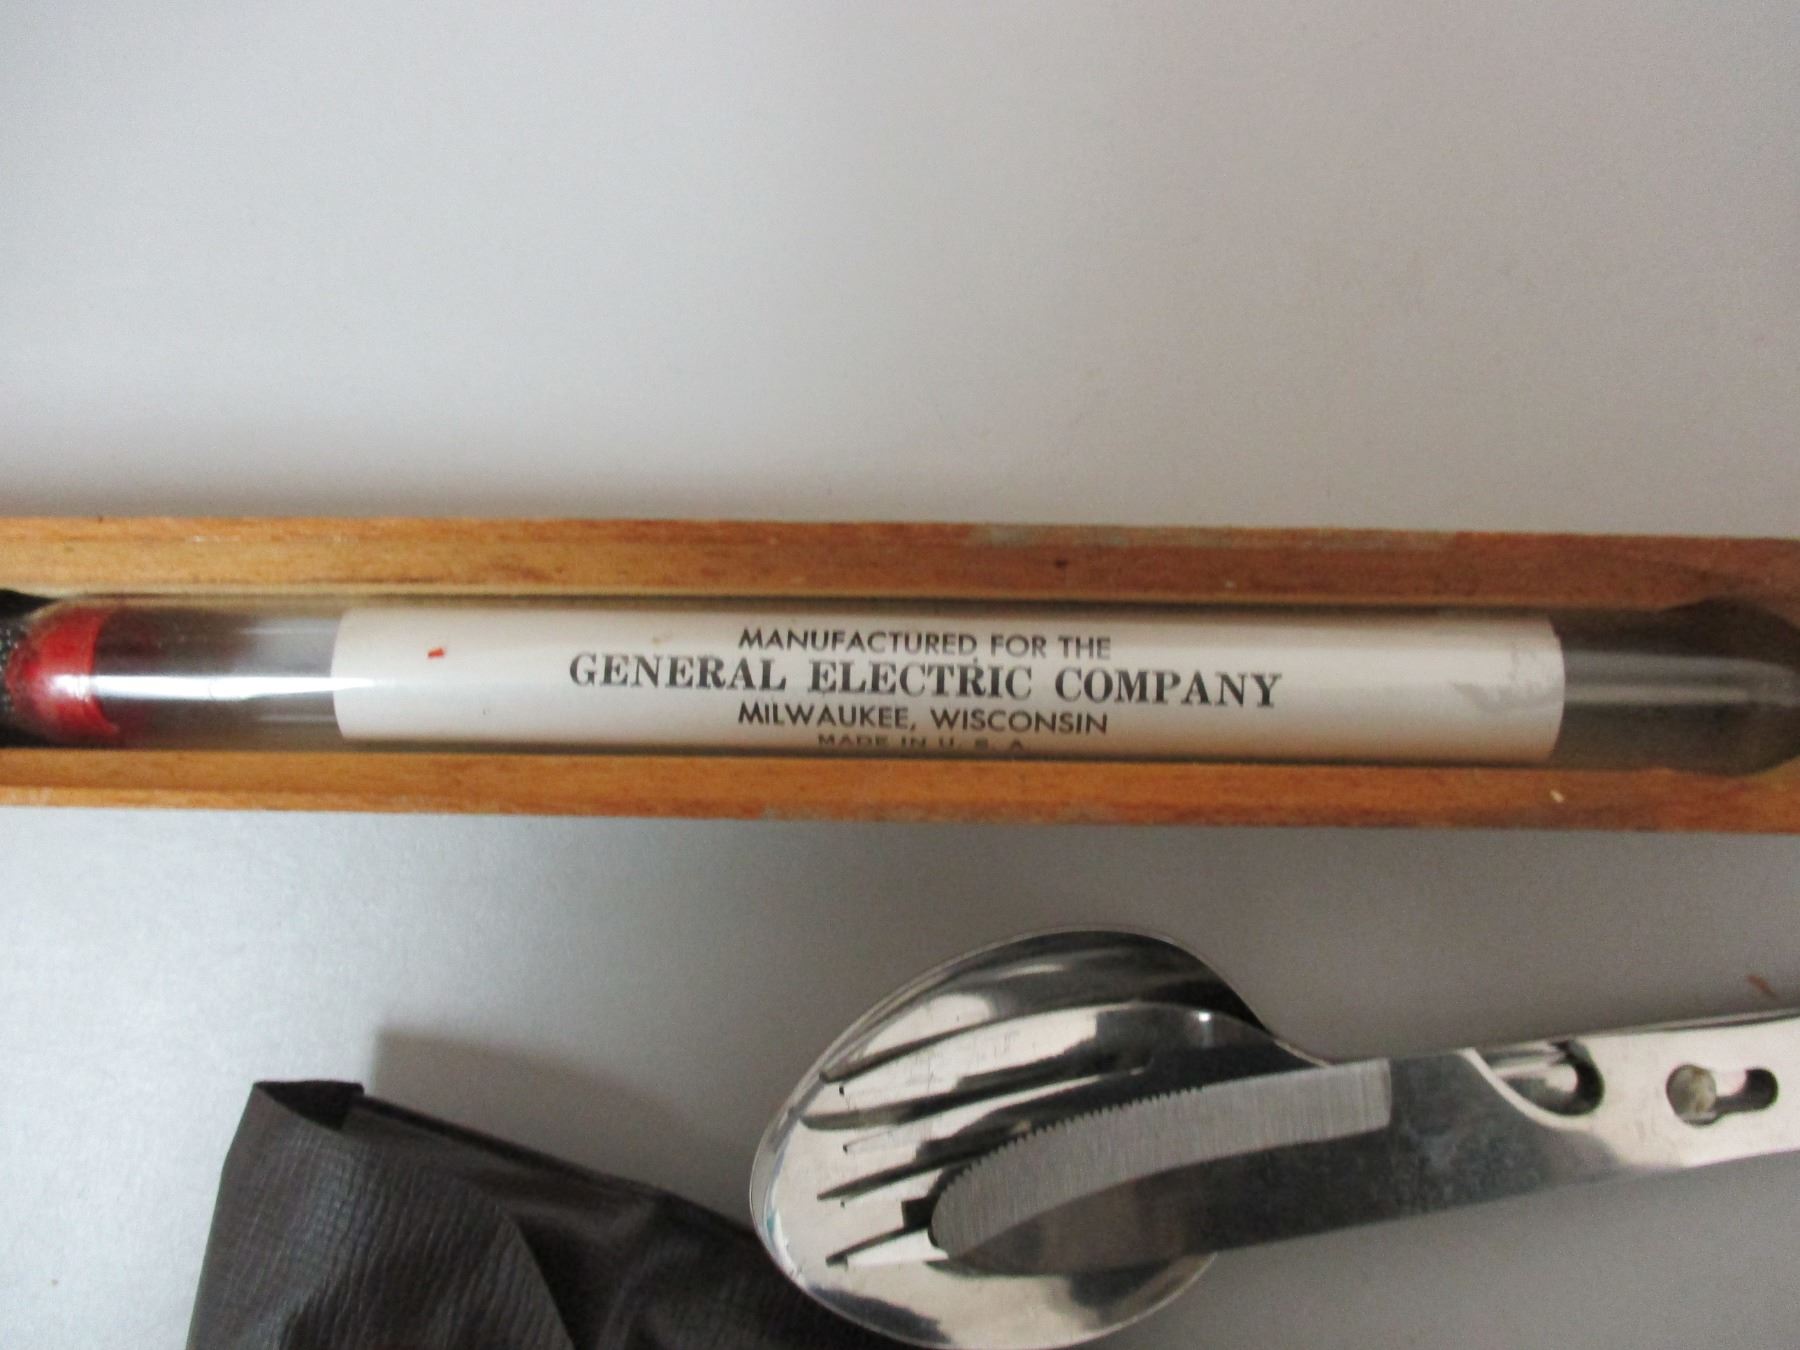 MANUFACTURED FOR THE
GENERAL ELECTRIC COMPANY
MILWAUKEE, WISCONSIN
MADE IN U. S. A